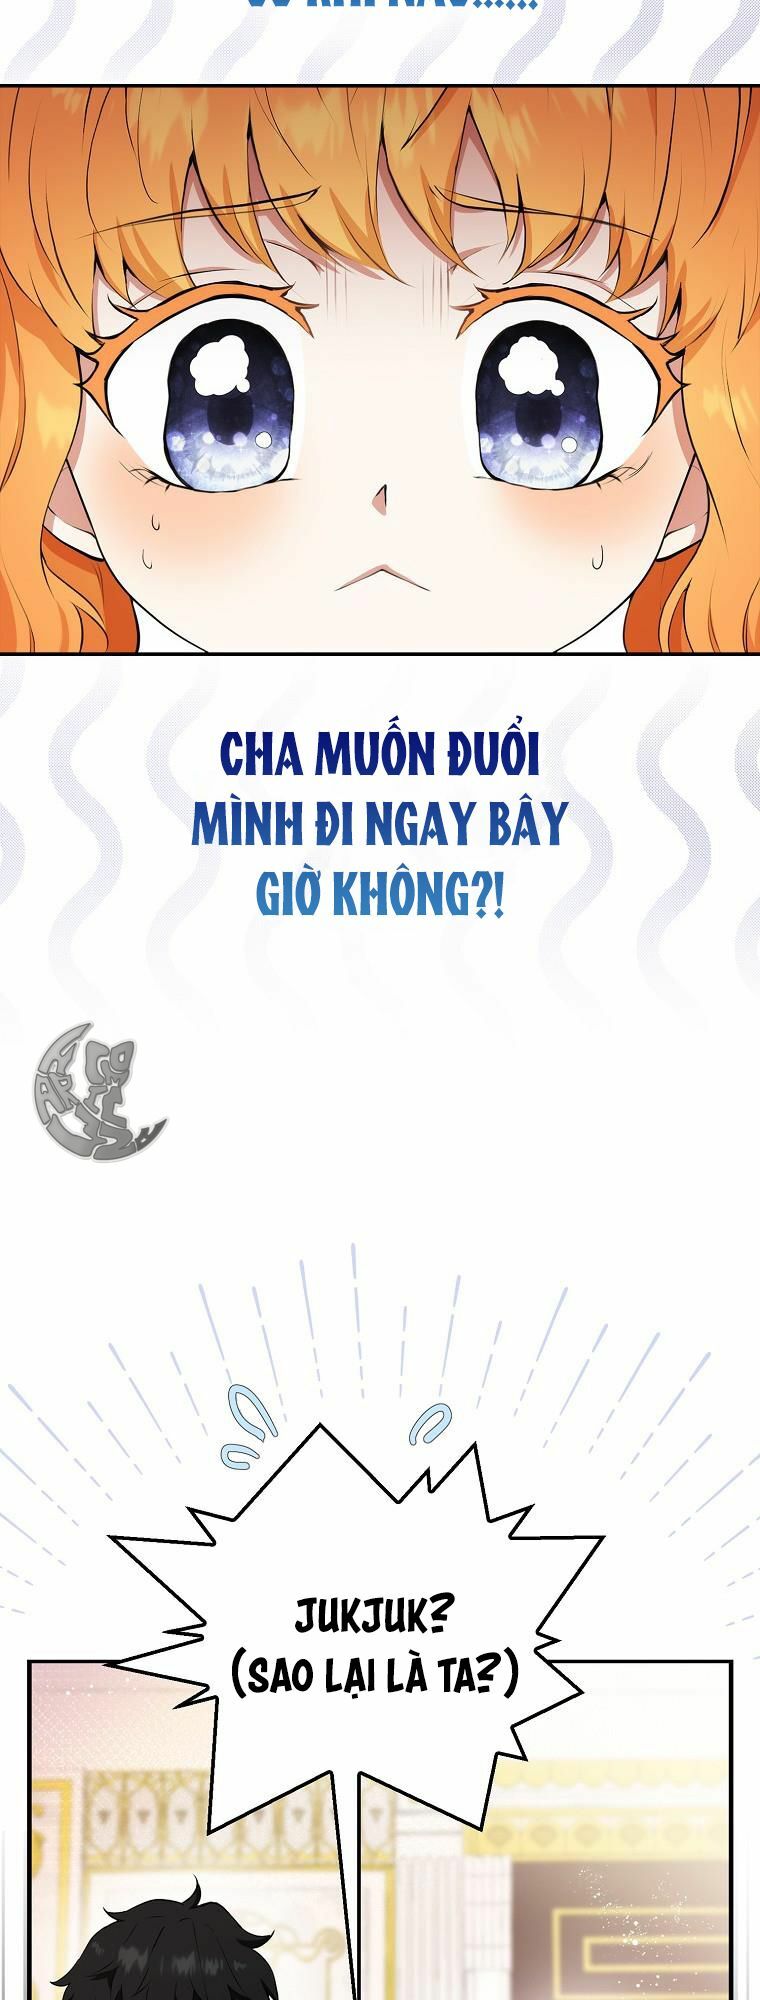 CHA MUỐN ĐUỔI
MÌNH ĐI NGAY BÂY
GIỜ KHÔNG?!
JUKJUK?
(SAO LẠI LÀ TA?)